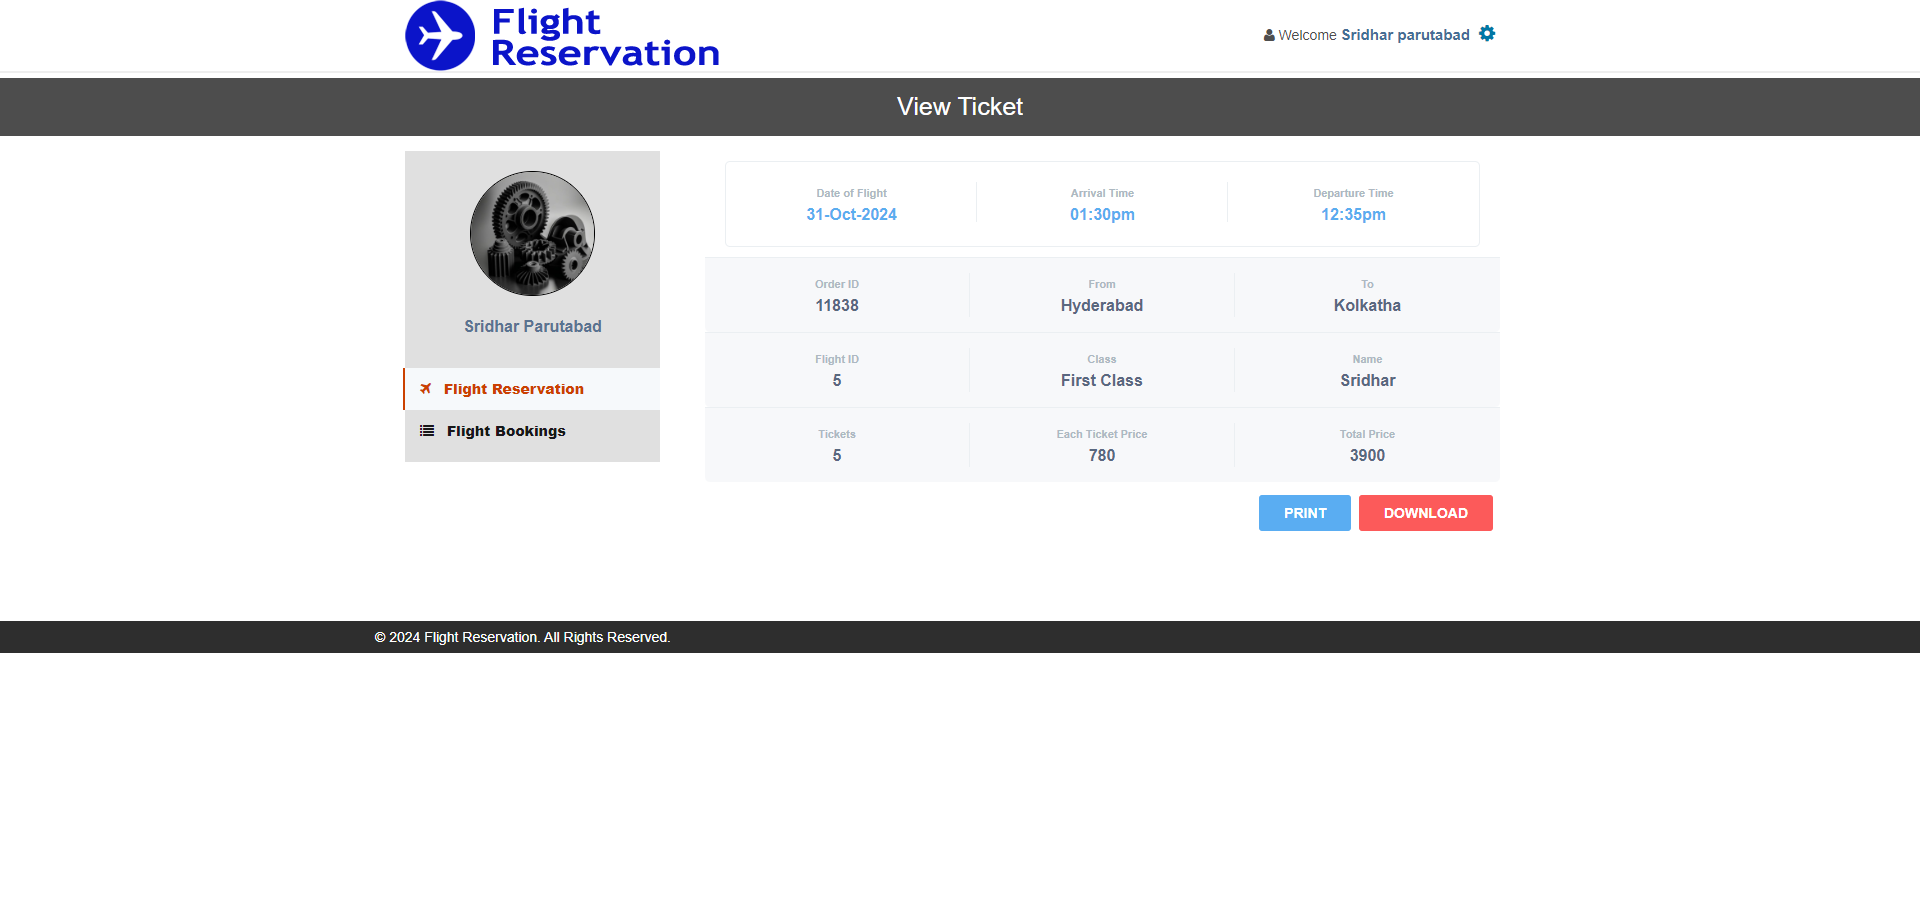 Flight
Reservation
Welcome Sridhar parutabad
View Ticket
Sridhar Parutabad
Flight Reservation
Flight Bookings
Date of Flight Arrival Time Departure Time
31-Oct-2024 01:30pm 12:35pm
Order ID From To
11838 Hyderabad Kolkatha
Flight ID Class Name
5 First Class Sridhar
Tickets Each Ticket Price Total Price
5 780 3900
PRINT DOWNLOAD
© 2024 Flight Reservation. All Rights Reserved.